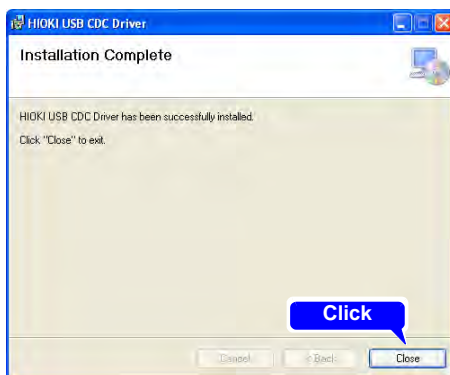 HIOKI USB CDC Driver
Installation Complete
HIOKI USB CDC Driver has been successfully installed.
Click "Close" to exit.
Click
Cancel < Back Close